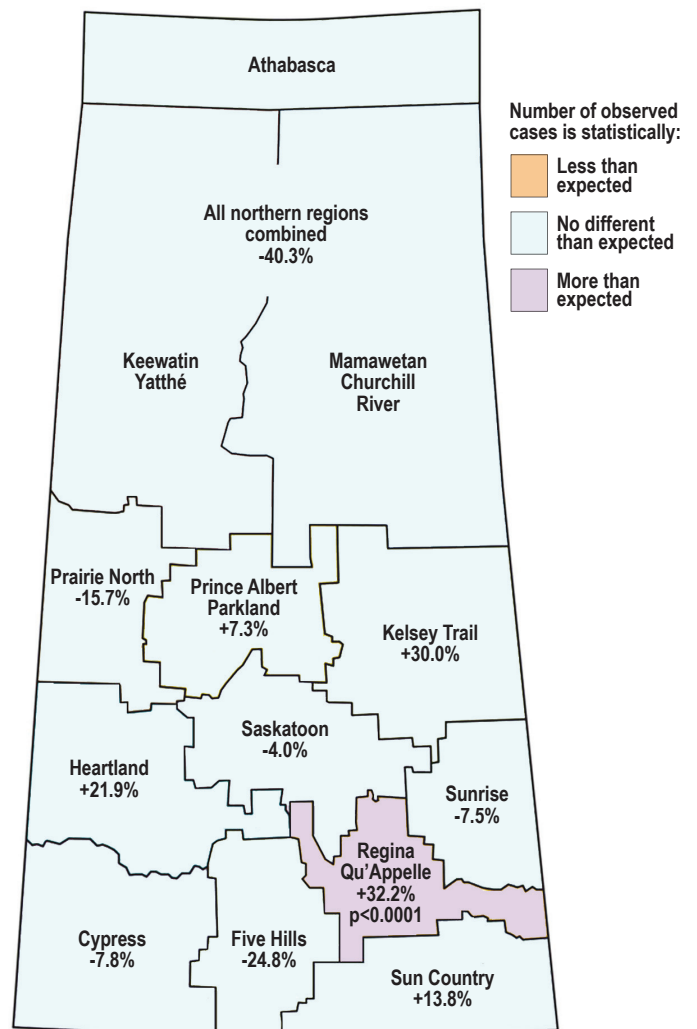 Athabasca
Number of observed
cases is statistically:
Less than
expected
No different
than expected
More than
expected
All northern regions
combined
-40.3%
Keewatin
Yatthé
Mamawetan
Churchill
River
Prairie North
-15.7%
Prince Albert
Parkland
+7.3%
Kelsey Trail
+30.0%
Saskatoon
-4.0%
Heartland
+21.9%
Sunrise
-7.5%
Regina
Qu’Appelle
+32.2%
p<0.0001
Cypress
-7.8%
Five Hills
-24.8%
Sun Country
+13.8%